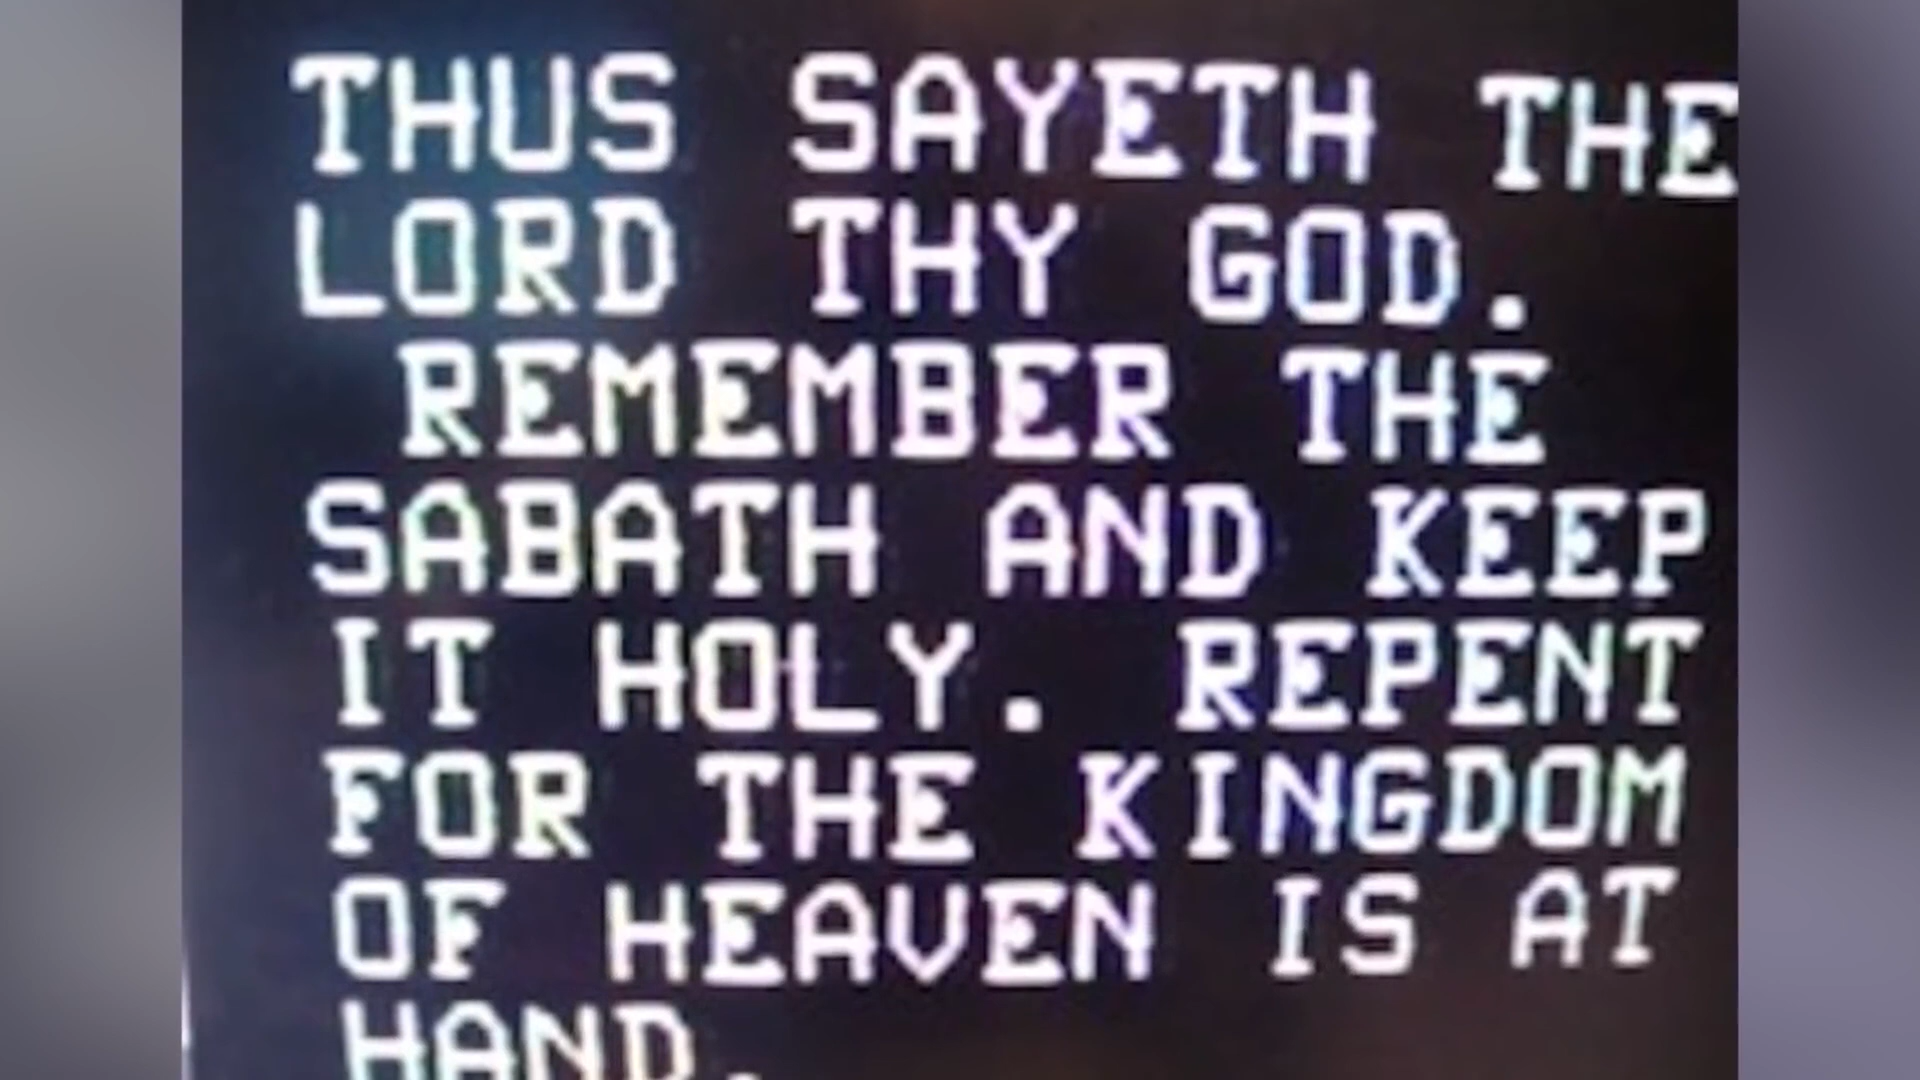 THUS SAYETH THE
LORD THY GOD.
REMEMBER THE
SABATH AND KEEP
IT HOLY. REPENT
FOR THE KINGDOM
OF HEAVEN IS AT
HAND.